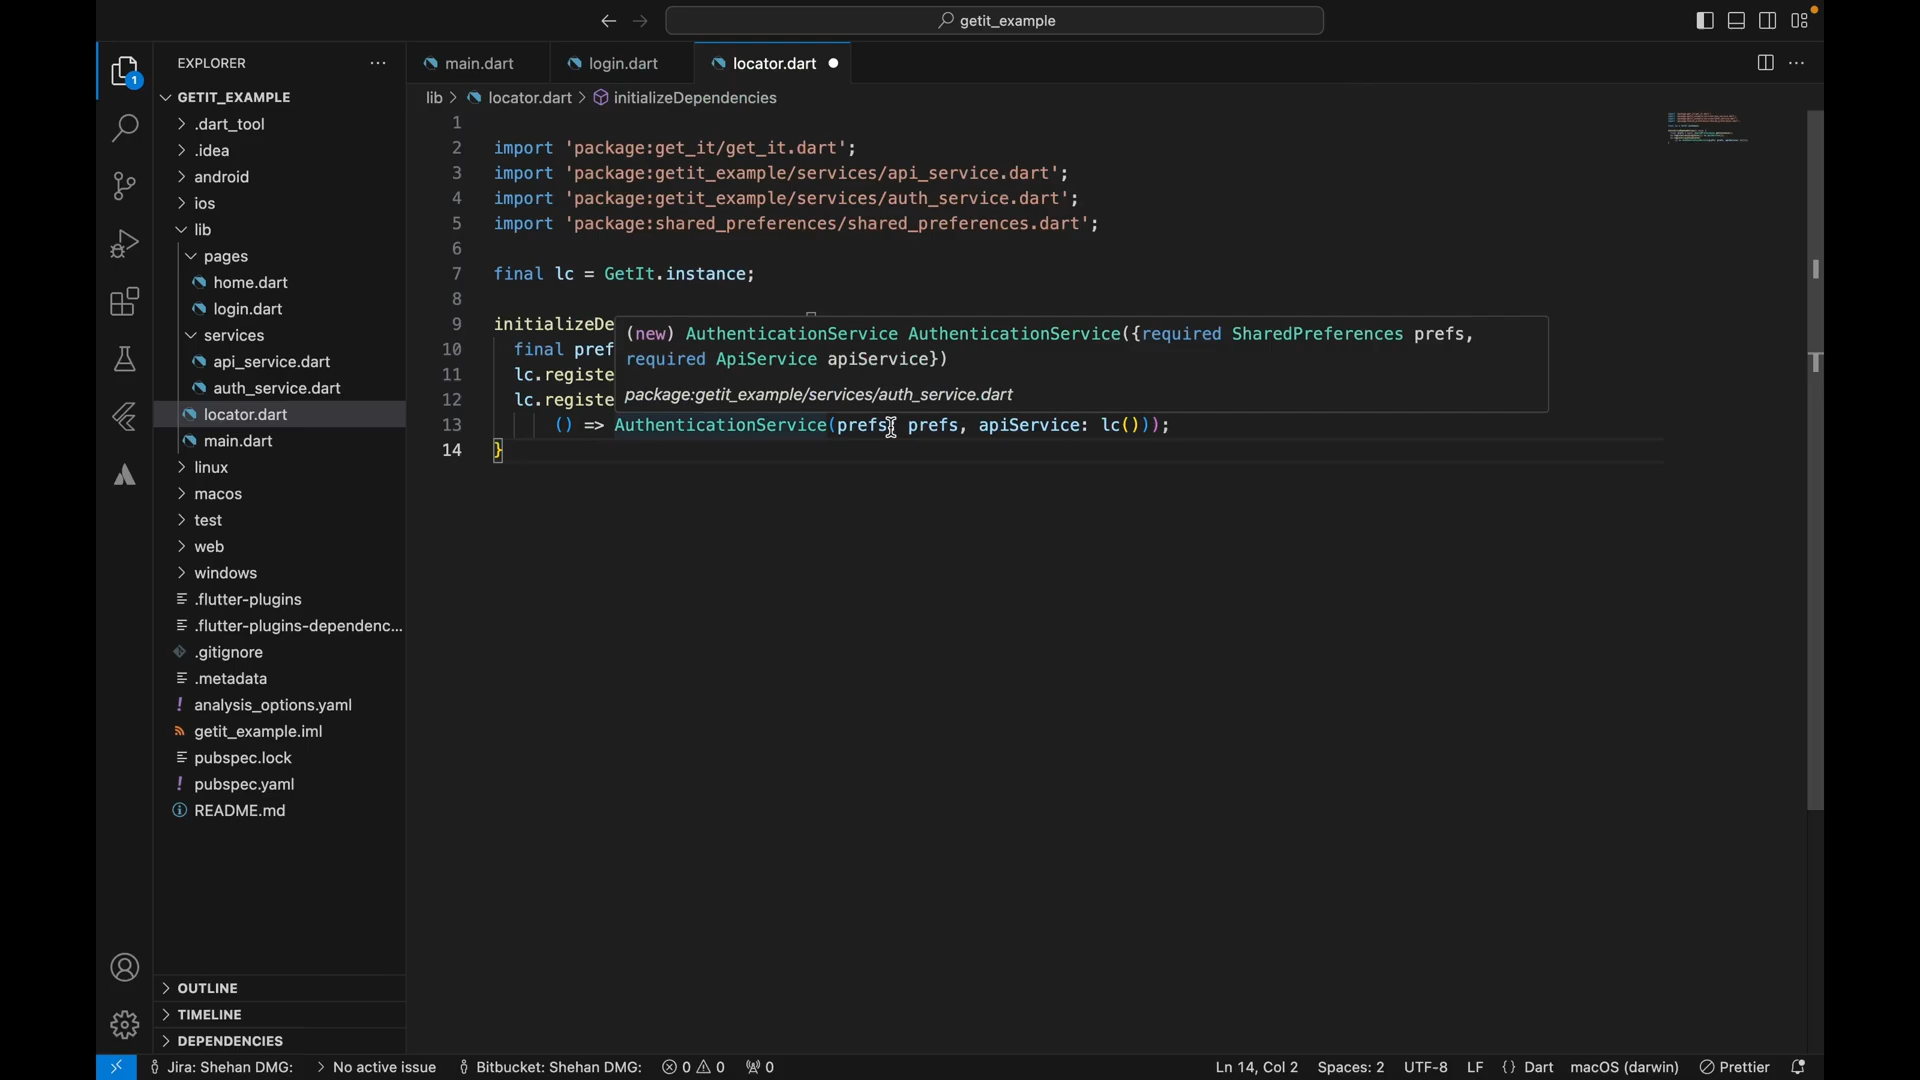 getit_example
EXPLORER
main.dart
login.dart
locator.dart
1
GETIT_EXAMPLE
lib > locator.dart > initializeDependencies
.dart_tool
.idea
android
ios
lib
pages
home.dart
login.dart
services
api_service.dart
auth_service.dart
locator.dart
main.dart
linux
macos
test
web
windows
.flutter-plugins
.flutter-plugins-dependenc...
.gitignore
.metadata
analysis_options.yaml
getit_example.iml
pubspec.lock
pubspec.yaml
README.md
OUTLINE
TIMELINE
DEPENDENCIES
1
2 import 'package:get_it/get_it.dart';
3 import 'package:getit_example/services/api_service.dart';
4 import 'package:getit_example/services/auth_service.dart';
5 import 'package:shared_preferences/shared_preferences.dart';
6
7 final lc = GetIt.instance;
8
9 initializeDe
10 final pref
11 lc.registe
12 lc.registe
(new) AuthenticationService AuthenticationService({required SharedPreferences prefs,
required ApiService apiService})
package:getit_example/services/auth_service.dart
13 () => AuthenticationService(prefs: prefs, apiService: lc()));
14 }
Jira: Shehan DMG: > No active issue Bitbucket: Shehan DMG: 0 0 0 Ln 14, Col 2 Spaces: 2 UTF-8 LF {} Dart macOS (darwin) Prettier